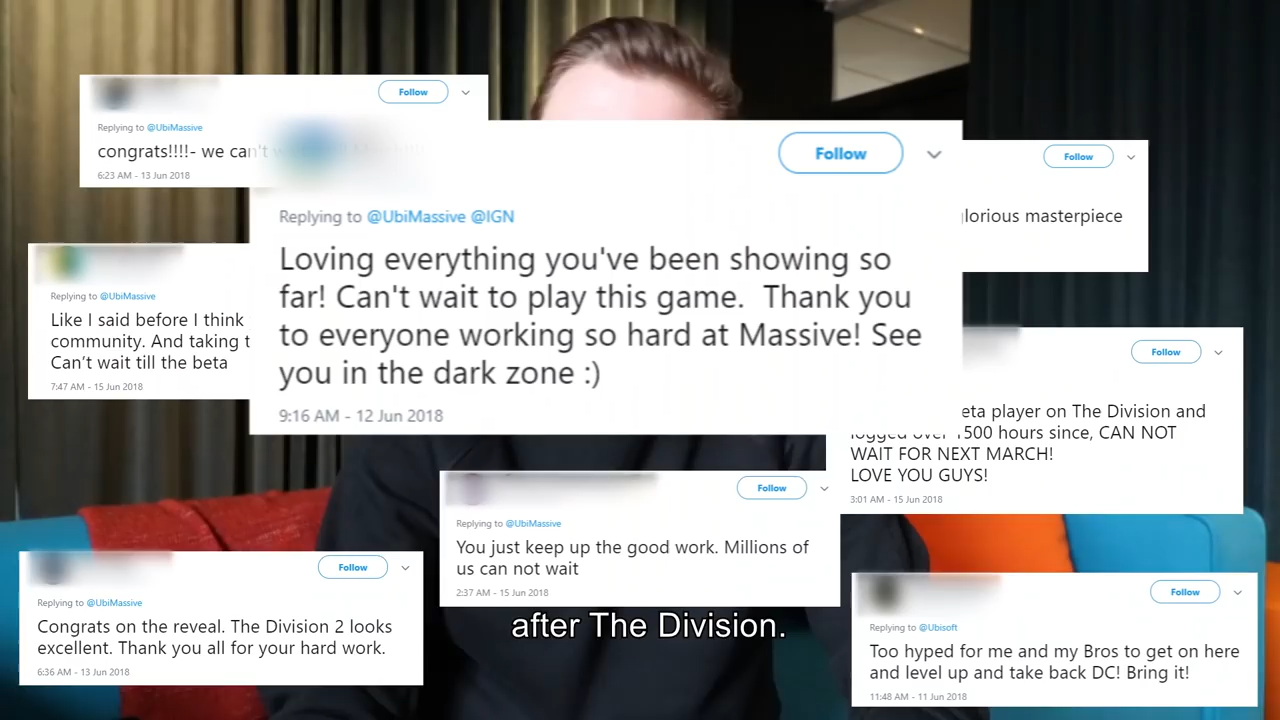 Follow
Replying to @UbiMassive
congrats!!!!- we can't
6:23 AM - 13 Jun 2018
Follow
Replying to @UbiMassive @IGN
Loving everything you've been showing so
far! Can't wait to play this game. Thank you
to everyone working so hard at Massive! See
you in the dark zone :)
9:16 AM - 12 Jun 2018
Follow
masterpiece
Replying to @UbiMassive
Like I said before I think
community. And taking
Can't wait till the beta
7:47 AM - 15 Jun 2018
Follow
player on The Division and
hours since, CAN NOT
WAIT FOR NEXT MARCH!
LOVE YOU GUYS!
3:01 AM - 15 Jun 2018
Follow
Replying to @UbiMassive
You just keep up the good work. Millions of
us can not wait
2:37 AM - 15 Jun 2018
Follow
Replying to @UbiMassive
Congrats on the reveal. The Division 2 looks
excellent. Thank you all for your hard work.
6:36 AM - 13 Jun 2018
after The Division.
Follow
Replying to @Ubisoft
Too hyped for me and my Bros to get on here
and level up and take back DC! Bring it!
11:48 AM - 11 Jun 2018